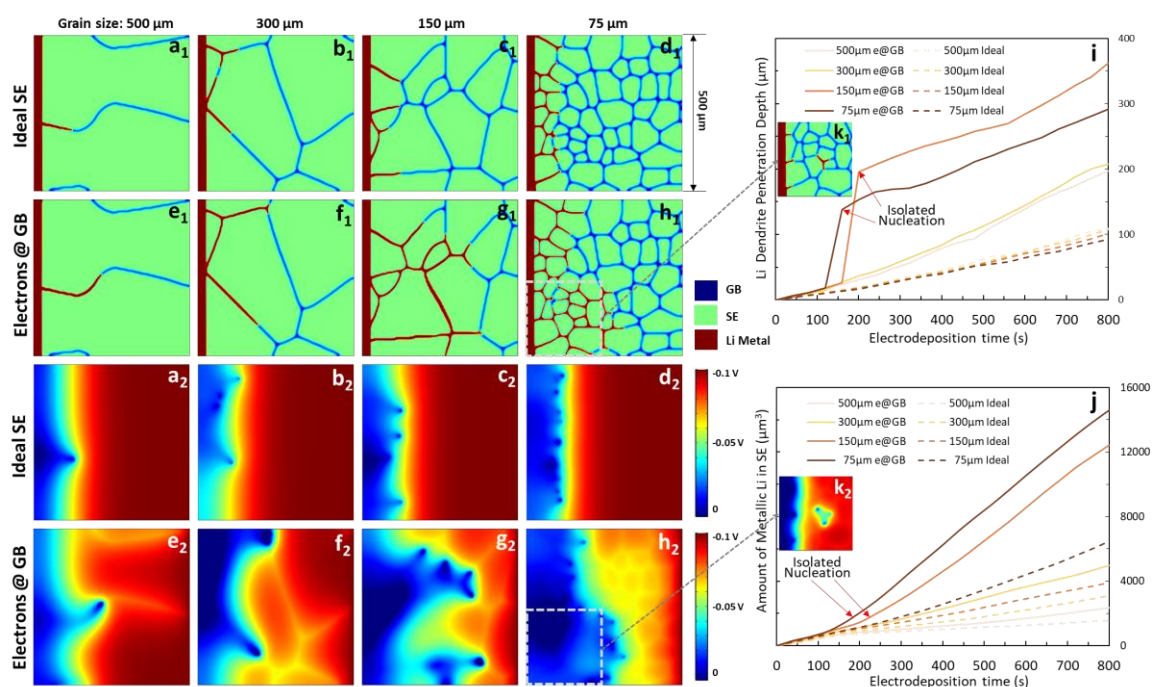 Grain size: 500 µm
300 µm
150 µm
75 µm
Ideal SE
a1
b1
c1
d1
500 µm
Electrons @ GB
e1
f1
g1
h1
GB
SE
Li Metal
Ideal SE
a2
b2
c2
d2
-0.1 V
-0.05 V
0
Electrons @ GB
e2
f2
g2
h2
-0.1 V
-0.05 V
0
i
500µm e@GB
500µm Ideal
300µm e@GB
300µm Ideal
150µm e@GB
150µm Ideal
75µm e@GB
75µm Ideal
k1
Isolated
Nucleation
400
300
200
100
0
Li Dendrite Penetration Depth (µm)
0 100 200 300 400 500 600 700 800
Electrodeposition time (s)
j
500µm e@GB
500µm Ideal
300µm e@GB
300µm Ideal
150µm e@GB
150µm Ideal
75µm e@GB
75µm Ideal
k2
Isolated
Nucleation
16000
12000
8000
4000
0
Amount of Metallic Li in SE (µm³)
0 100 200 300 400 500 600 700 800
Electrodeposition time (s)